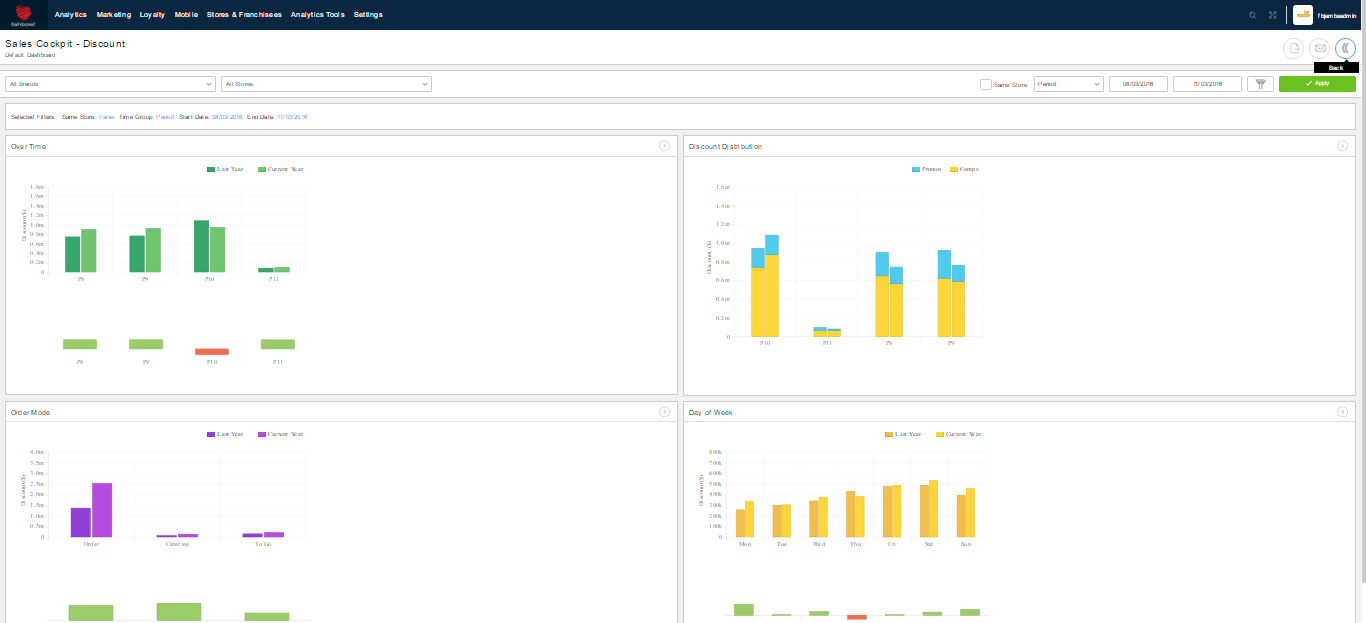 fishbowl
Analytics Marketing Loyalty Mobile Stores & Franchisees Analytics Tools Settings
fbjambaadmin
Sales Cockpit - Discount
Default Dashboard
Back
All Brands
All Stores
Same Store
Period
08/03/2016
11/03/2016
Apply
Selected Filters: Same Store: False Time Group: Period Start Date: 08/03/2016 End Date: 11/03/2016
Over Time
Last Year Current Year
1.8m
1.6m
1.4m
1.2m
1.0m
0.8m
0.6m
0.4m
0.2m
0
Discount($)
P8 P9 P10 P11
P8 P9 P10 P11
Discount Distribution
Promos Comps
1.6m
1.4m
1.2m
1.0m
0.8m
0.6m
0.4m
0.2m
0
Discount ($)
P10 P11 P8 P9
Order Mode
Last Year Current Year
4.0m
3.5m
3.0m
2.5m
2.0m
1.5m
1.0m
0.5m
0
Discount($)
Order Catering To Go
Day of Week
Last Year Current Year
800k
700k
600k
500k
400k
300k
200k
100k
0
Discount($)
Mon Tue Wed Thu Fri Sat Sun